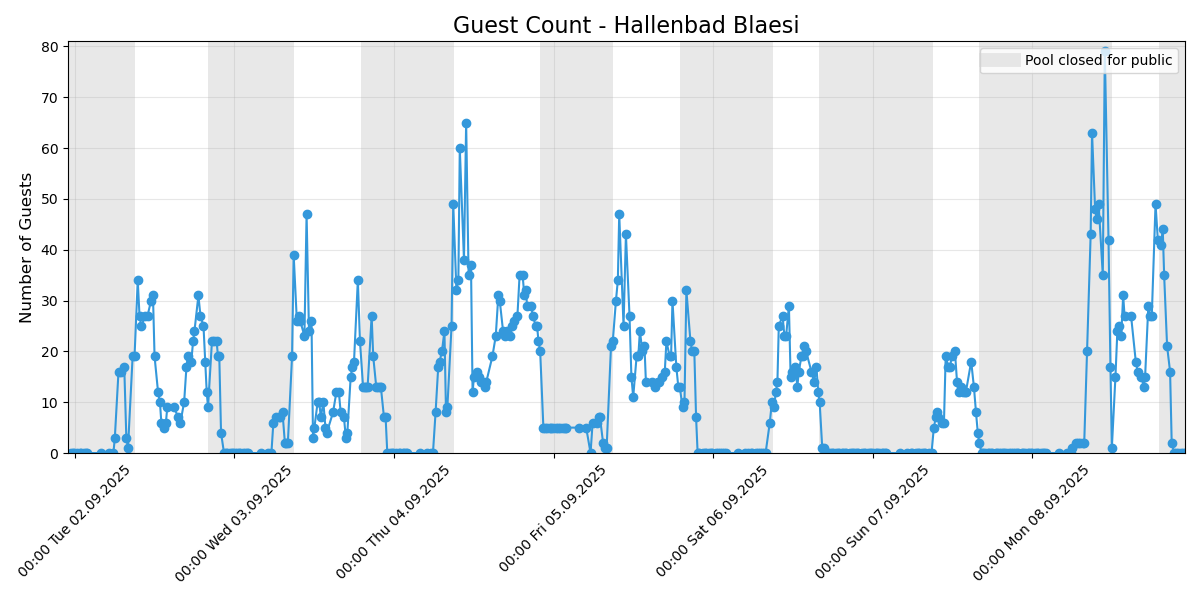 Guest Count - Hallenbad Blaesi
Pool closed for public
Number of Guests
80
70
60
50
40
30
20
10
0
00:00 Tue 02.09.2025
00:00 Wed 03.09.2025
00:00 Thu 04.09.2025
00:00 Fri 05.09.2025
00:00 Sat 06.09.2025
00:00 Sun 07.09.2025
00:00 Mon 08.09.2025